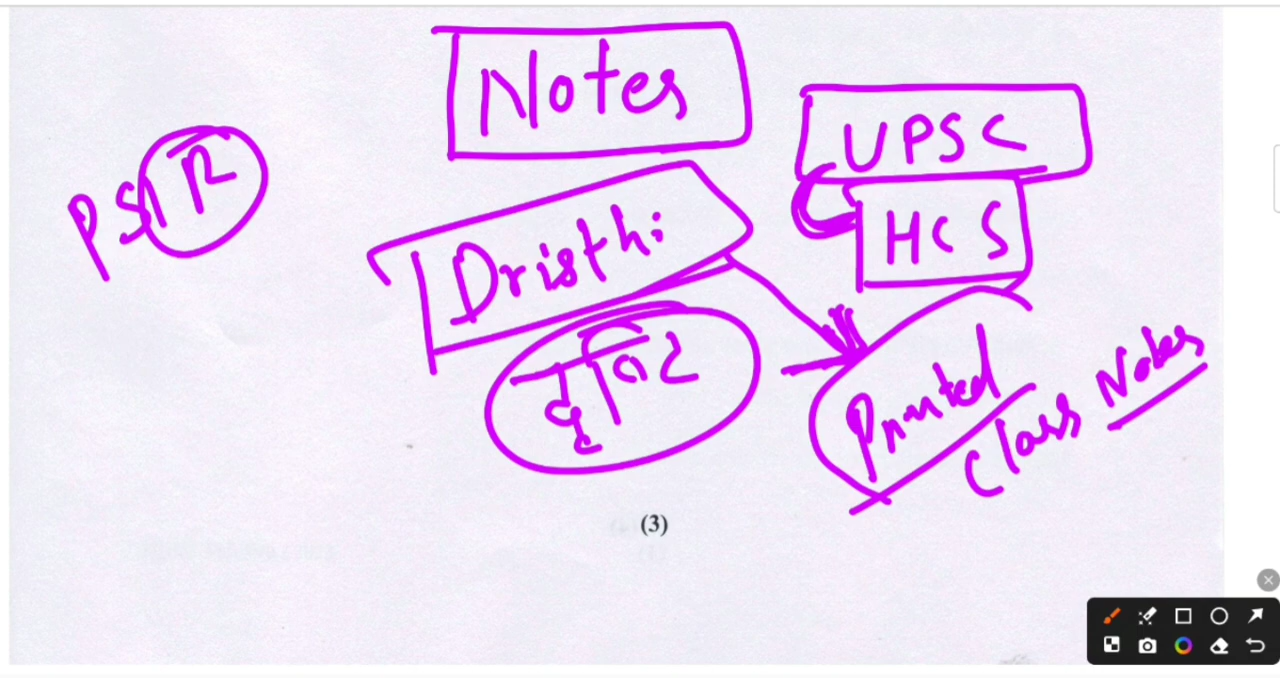 Notes
UPSC
PSIR
HCS
Dristhi
Printed
Class Notes
(3)